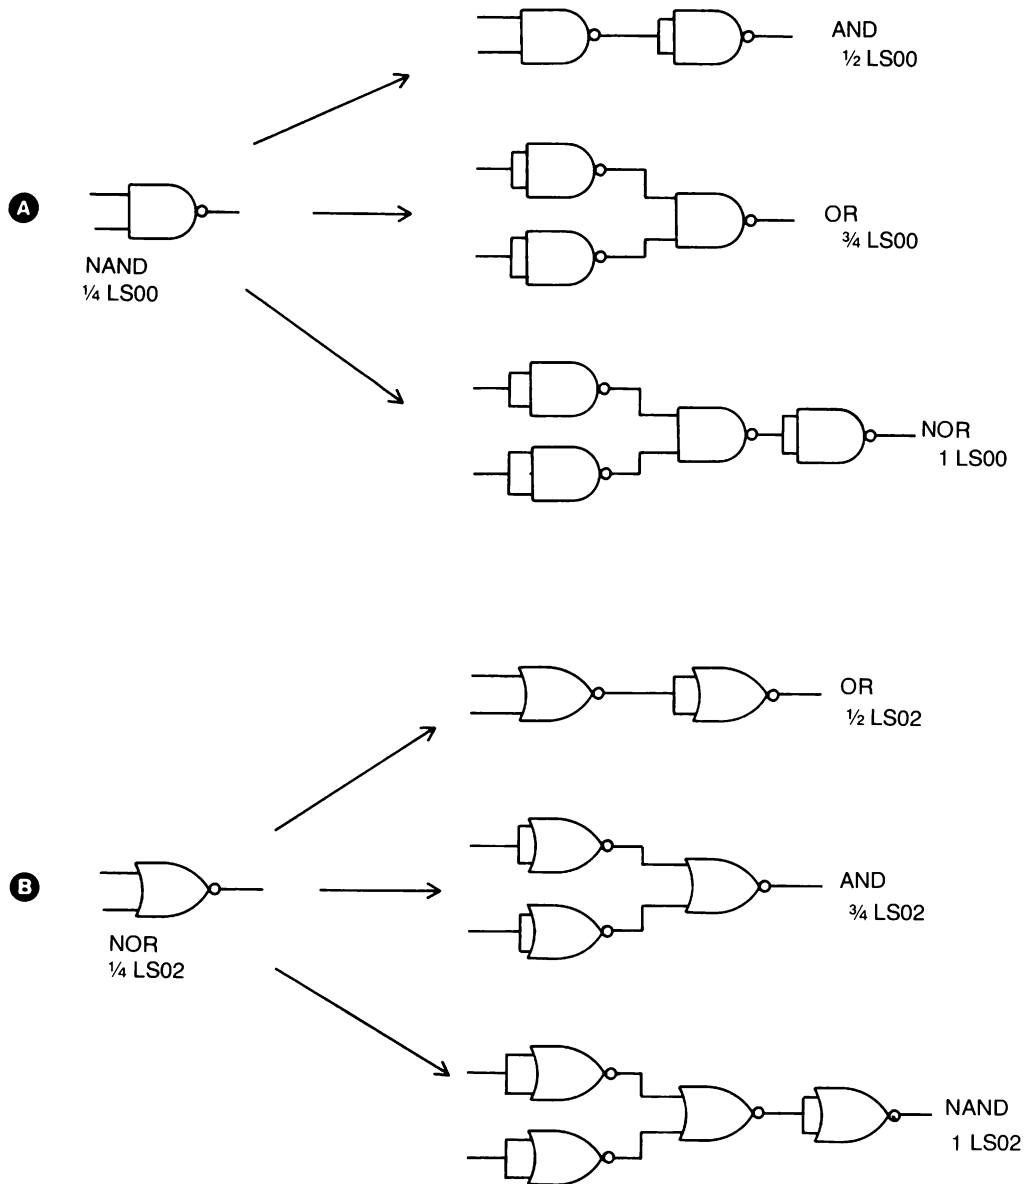 AND
½ LS00
A
OR
¾ LS00
NAND
¼ LS00
NOR
1 LS00
OR
½ LS02
B
AND
¾ LS02
NOR
¼ LS02
NAND
1 LS02